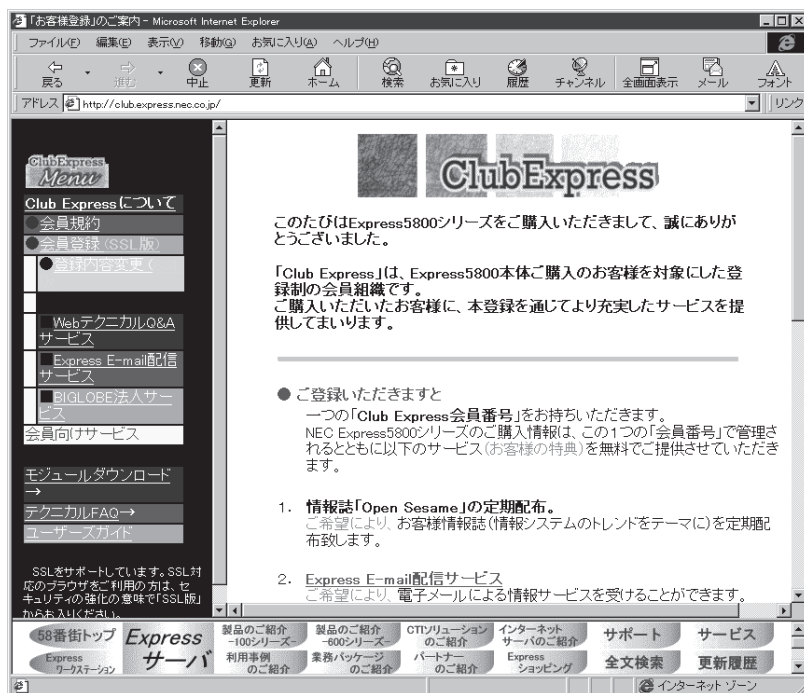 「お客様登録」のご案内 - Microsoft Internet Explorer
ファイル(F) 編集(E) 表示(V) 移動(G) お気に入り(A) ヘルプ(H)
戻る 進む 中止 更新 ホーム 検索 お気に入り 履歴 チャンネル 全画面表示 メール フォント
アドレス http://club.express.nec.co.jp/ リンク
ClubExpress
Menu
Club Expressについて
会員規約
会員登録 (SSL版)
登録内容変更 (
WebテクニカルQ&A
サービス
Express E-mail配信
サービス
BIGLOBE法人サー
ビス
会員向けサービス
モジュールダウンロード
→
テクニカルFAQ→
ユーザーズガイド
SSLをサポートしています。SSL対
応のブラウザをご利用の方は、セ
キュリティの強化の意味で「SSL版」
からお入りください。
ClubExpress
このたびはExpress5800シリーズをご購入いただきまして、誠にありが
とうございました。
「Club Express」は、Express5800本体ご購入のお客様を対象にした登
録制の会員組織です。
ご購入いただいたお客様に、本登録を通じてより充実したサービスを提
供してまいります。
● ご登録いただきますと
一つの「Club Express会員番号」をお持ちいただきます。
NEC Express5800シリーズのご購入情報は、この1つの「会員番号」で管理さ
れるとともに以下のサービス(お客様の特典)を無料でご提供させていただき
ます。
1. 情報誌「Open Sesame」の定期配布。
ご希望により、お客様情報誌(情報システムのトレンドをテーマに)を定期配
布致します。
2. Express E-mail配信サービス
ご希望により、電子メールによる情報サービスを受けることができます。
58番街トップ Express サーバ 製品のご紹介 -100シリーズ- 製品のご紹介 -600シリーズ- CTIソリューション のご紹介 インターネット サーバのご紹介 サポート サービス
Express ワークステーション 利用事例 のご紹介 業務パッケージ のご紹介 パートナー のご紹介 Express ショッピング 全文検索 更新履歴
インターネット ゾーン